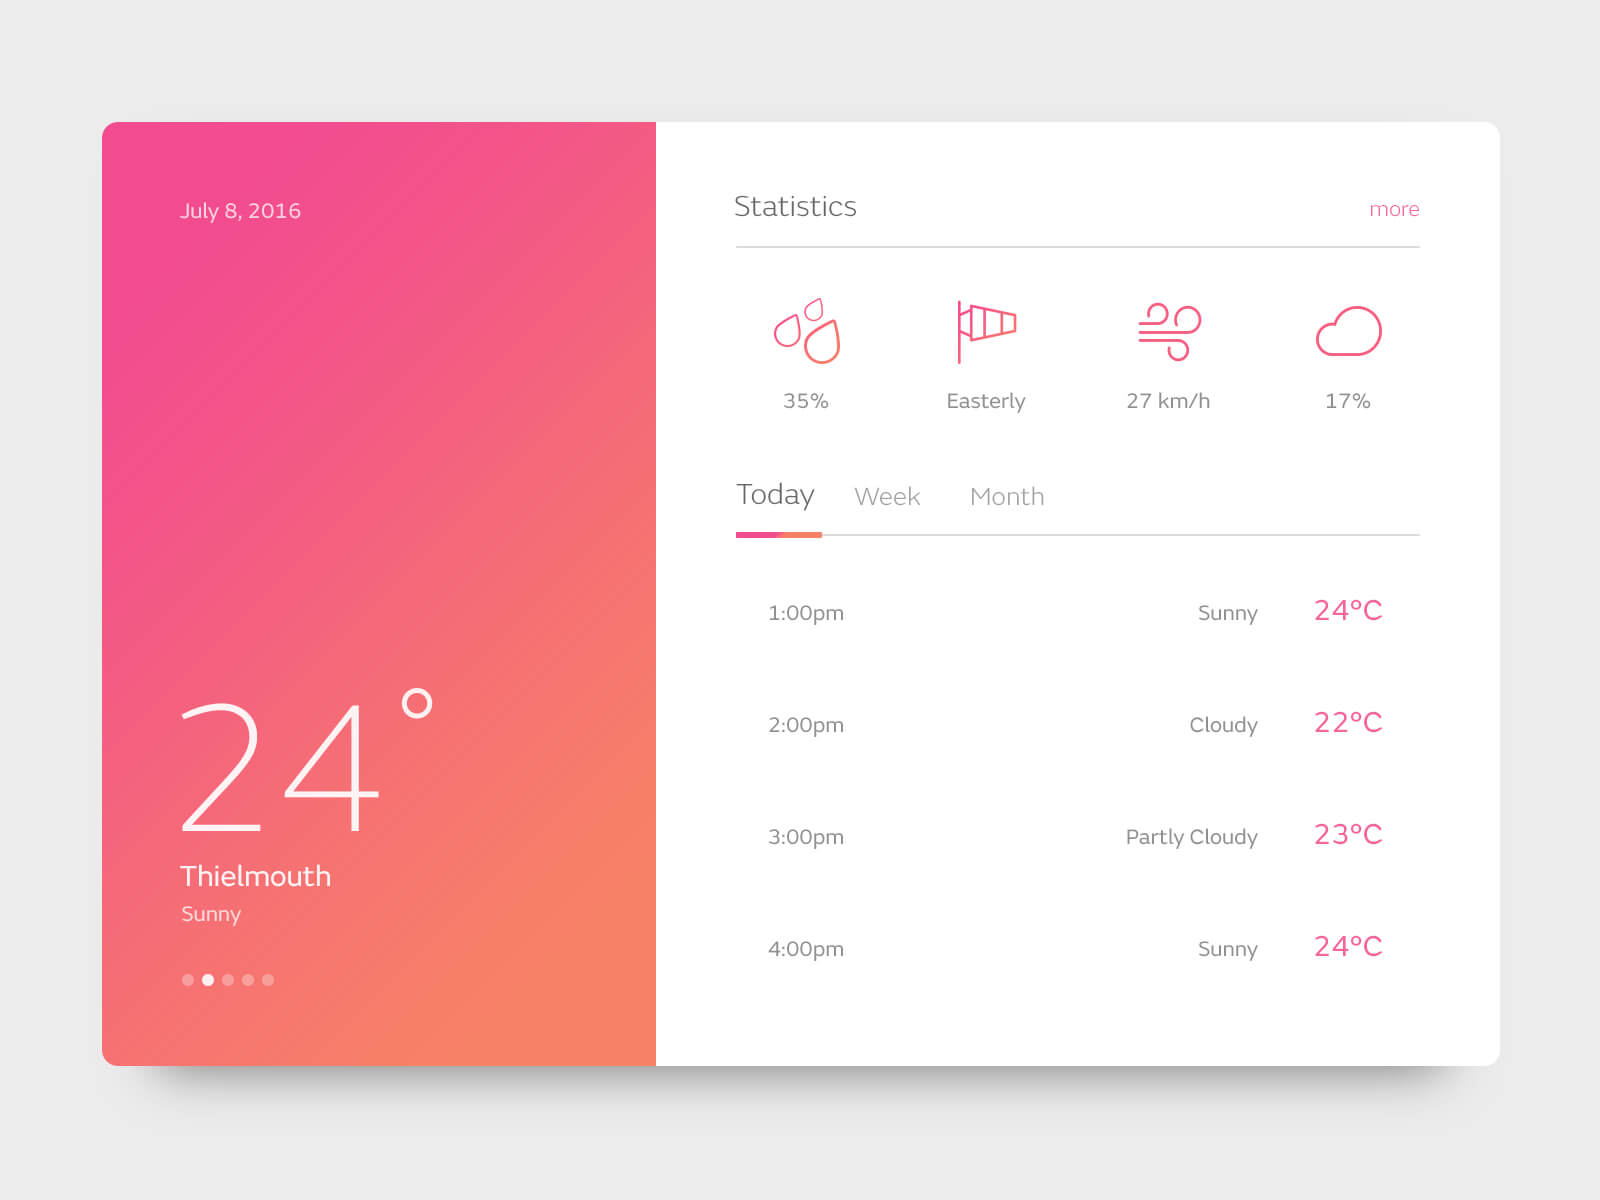 July 8, 2016
24°
Thielmouth
Sunny
Statistics
more
35%
Easterly
27 km/h
17%
Today
Week
Month
1:00pm Sunny 24°C
2:00pm Cloudy 22°C
3:00pm Partly Cloudy 23°C
4:00pm Sunny 24°C